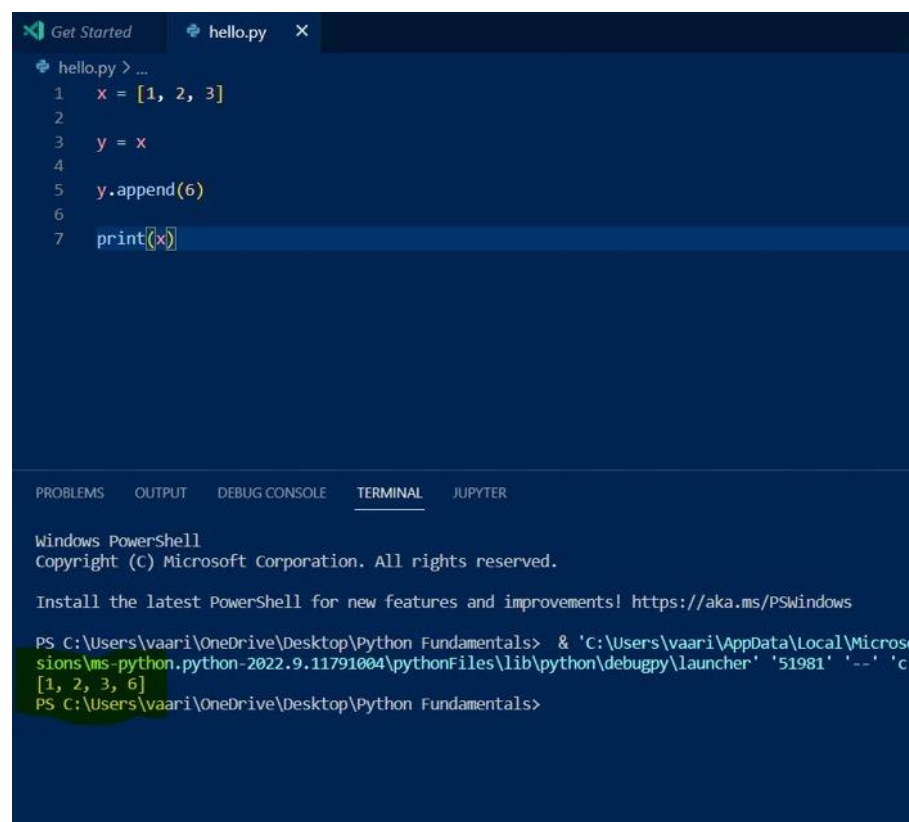 Get Started hello.py ×
hello.py > ...
1 x = [1, 2, 3]
2
3 y = x
4
5 y.append(6)
6
7 print(x)
PROBLEMS OUTPUT DEBUG CONSOLE TERMINAL JUPYTER
Windows PowerShell
Copyright (C) Microsoft Corporation. All rights reserved.
Install the latest PowerShell for new features and improvements! https://aka.ms/PSWindows
PS C:\Users\vaari\OneDrive\Desktop\Python Fundamentals> & 'C:\Users\vaari\AppData\Local\Microso
sions\ms-python.python-2022.9.11791004\pythonFiles\lib\python\debugpy\launcher' '51981' '--' 'c
[1, 2, 3, 6]
PS C:\Users\vaari\OneDrive\Desktop\Python Fundamentals>